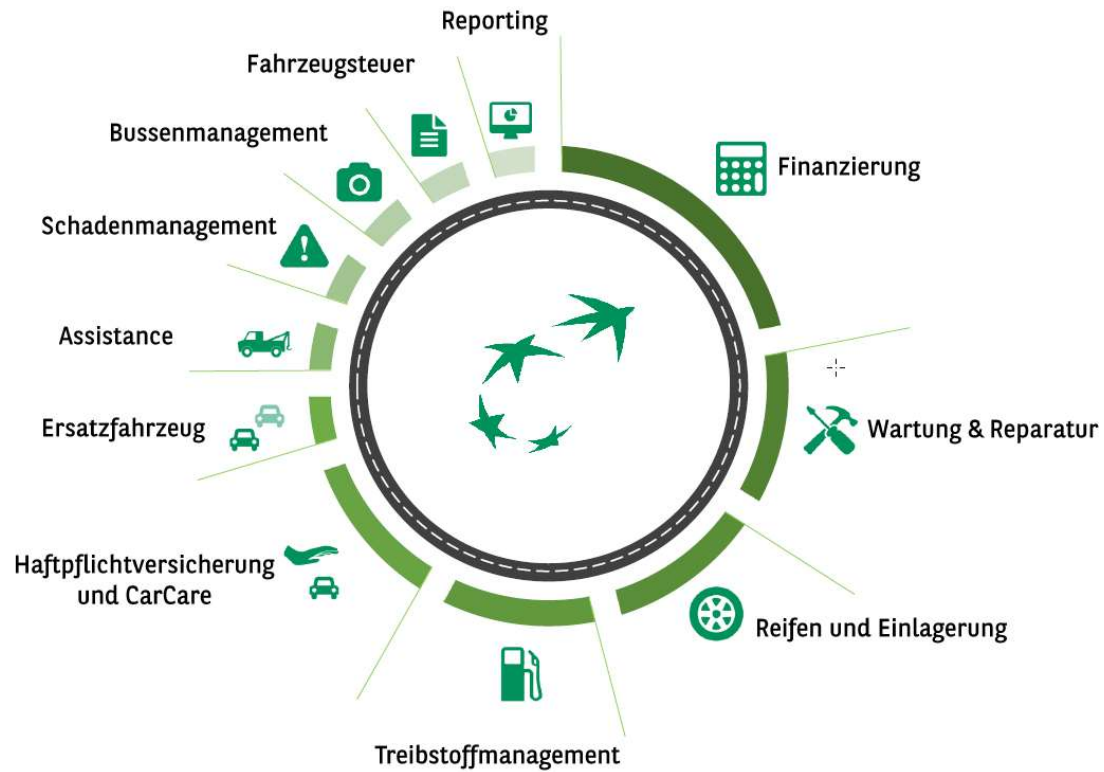 Reporting
Fahrzeugsteuer
Bussenmanagement
Finanzierung
Schadenmanagement
Assistance
Ersatzfahrzeug
Wartung & Reparatur
Haftpflichtversicherung
und CarCare
Reifen und Einlagerung
Treibstoffmanagement